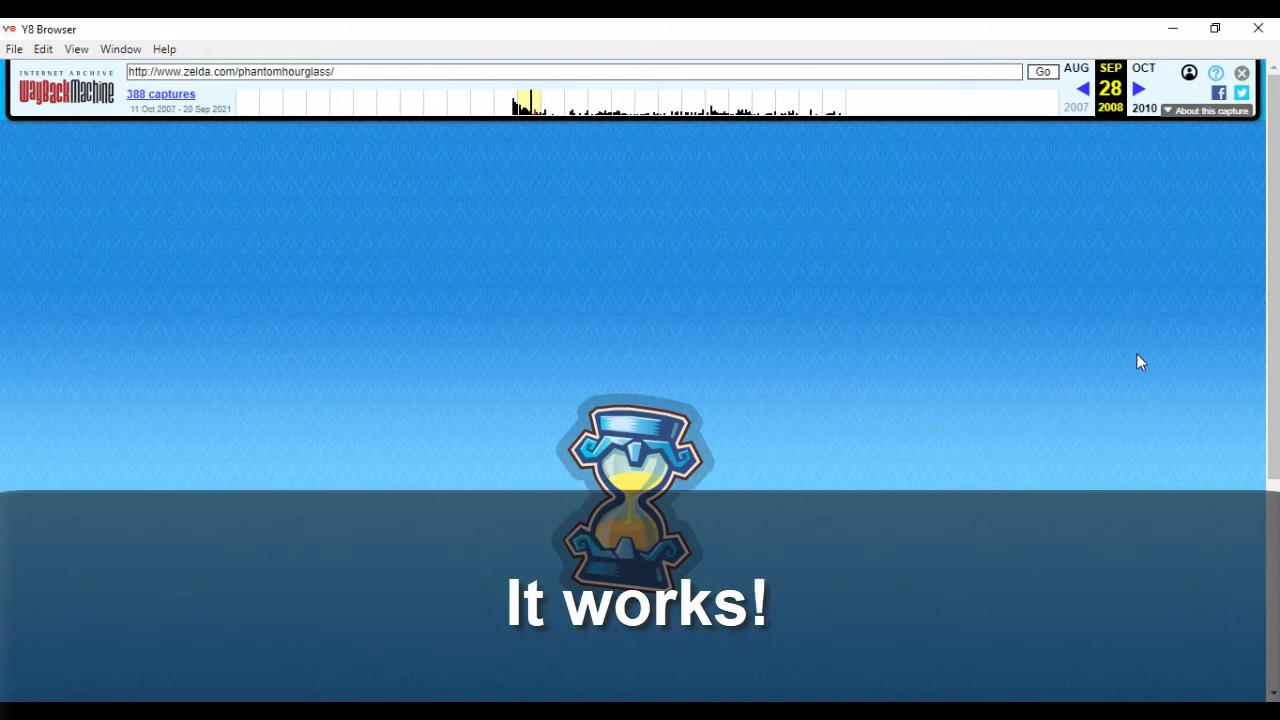 Y8 Browser
File Edit View Window Help
INTERNET ARCHIVE
WayBackMachine
http://www.zelda.com/phantomhourglass/
Go
388 captures
11 Oct 2007 - 20 Sep 2021
AUG SEP OCT
28
2007 2008 2010
About this capture
It works!